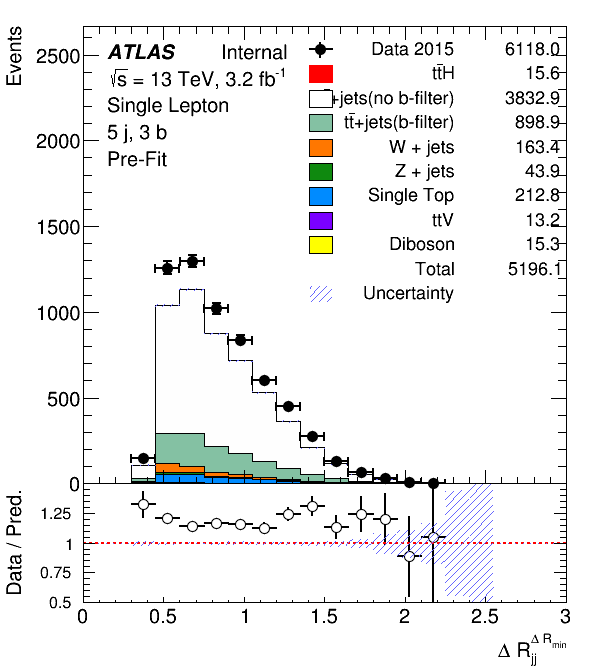 Events
ATLAS Internal
√s = 13 TeV, 3.2 fb⁻¹
Single Lepton
5 j, 3 b
Pre-Fit
Data 2015 6118.0
tt̄H 15.6
+jets(no b-filter) 3832.9
tt̄+jets(b-filter) 898.9
W + jets 163.4
Z + jets 43.9
Single Top 212.8
ttV 13.2
Diboson 15.3
Total 5196.1
Uncertainty
2500
2000
1500
1000
500
0
Data / Pred.
1.25
1
0.75
0.5
0 0.5 1 1.5 2 2.5 3
Δ R_jj^Δ R_min